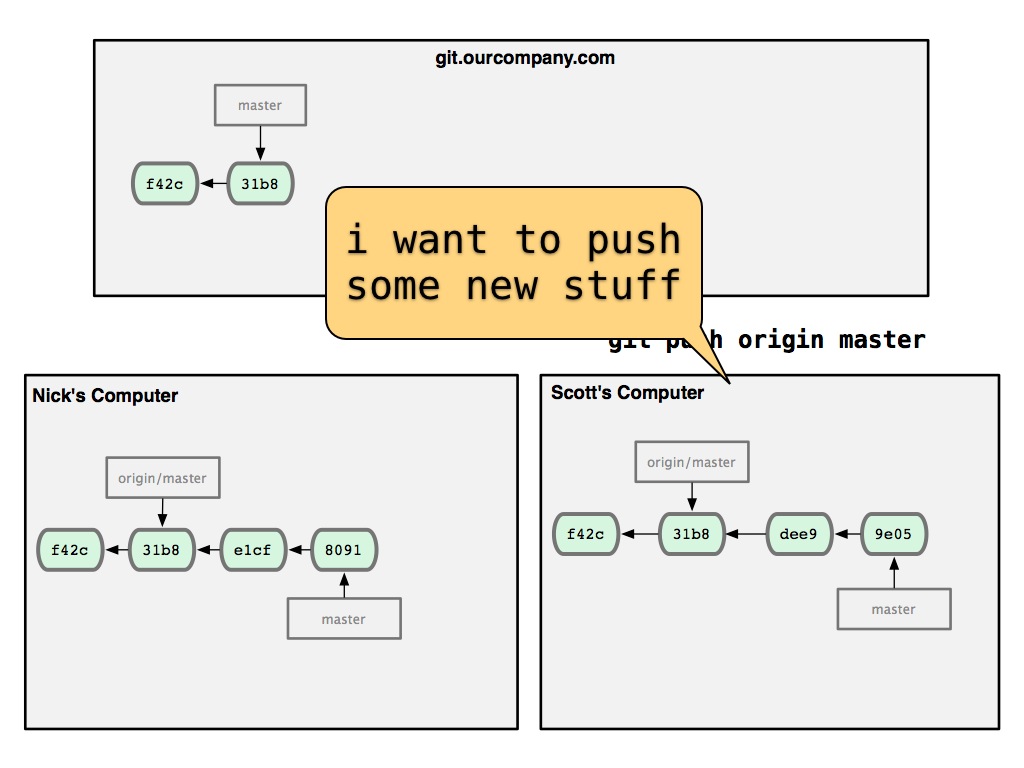 git.ourcompany.com
master
f42c
31b8
i want to push
some new stuff
git push origin master
Nick's Computer
origin/master
f42c
31b8
e1cf
8091
master
Scott's Computer
origin/master
f42c
31b8
dee9
9e05
master